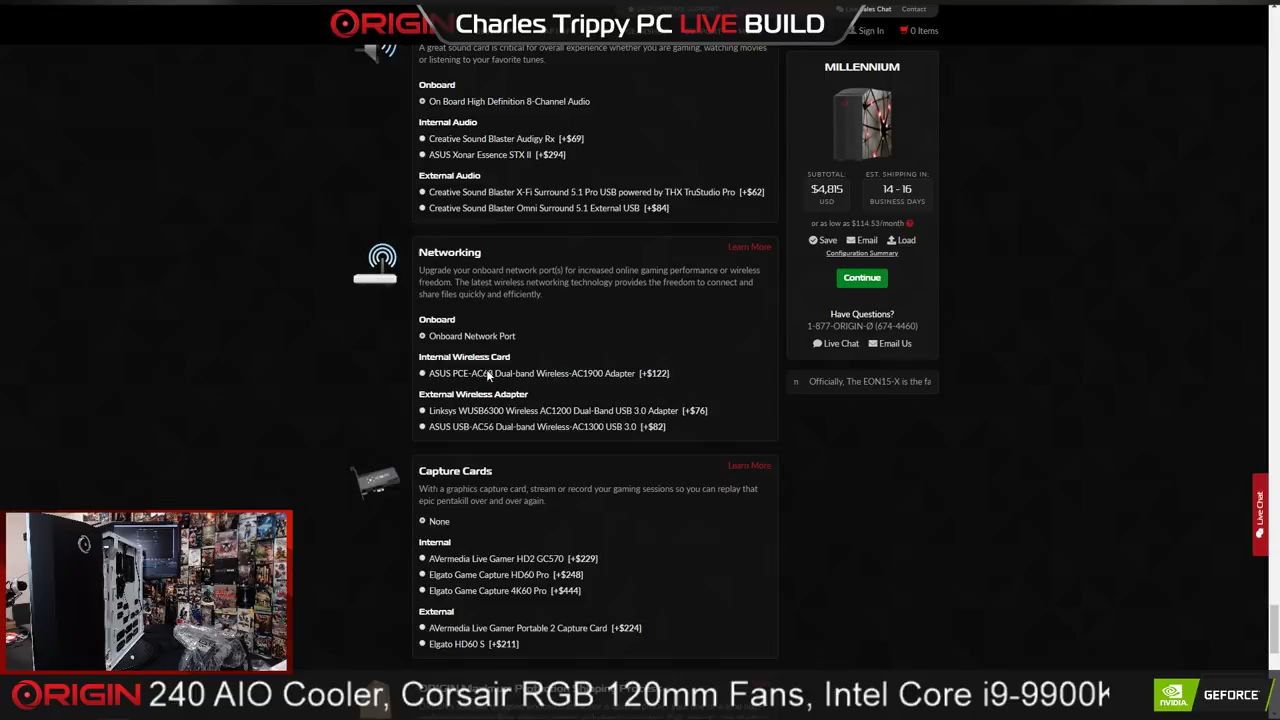 ORIGIN
Charles Trippy PC LIVE BUILD
Sales Chat
Contact
Sign In
0 Items
A great sound card is critical for overall experience whether you are gaming, watching movies
or listening to your favorite tunes.
Onboard
On Board High Definition 8-Channel Audio
Internal Audio
Creative Sound Blaster Audigy Rx [+$69]
ASUS Xonar Essence STX II [+$294]
External Audio
Creative Sound Blaster X-Fi Surround 5.1 Pro USB powered by THX TruStudio Pro [+$62]
Creative Sound Blaster Omni Surround 5.1 External USB [+$84]
Networking
Learn More
Upgrade your onboard network port(s) for increased online gaming performance or wireless
freedom. The latest wireless networking technology provides the freedom to connect and
share files quickly and efficiently.
Onboard
Onboard Network Port
Internal Wireless Card
ASUS PCE-AC68 Dual-band Wireless-AC1900 Adapter [+$122]
External Wireless Adapter
Linksys WUSB6300 Wireless AC1200 Dual-Band USB 3.0 Adapter [+$76]
ASUS USB-AC56 Dual-band Wireless-AC1300 USB 3.0 [+$82]
Capture Cards
Learn More
With a graphics capture card, stream or record your gaming sessions so you can replay that
epic pentakill over and over again.
None
Internal
AVermedia Live Gamer HD2 GC570 [+$229]
Elgato Game Capture HD60 Pro [+$248]
Elgato Game Capture 4K60 Pro [+$444]
External
AVermedia Live Gamer Portable 2 Capture Card [+$224]
Elgato HD60 S [+$211]
MILLENNIUM
SUBTOTAL: EST. SHIPPING IN:
$4,815 14 - 16
USD BUSINESS DAYS
or as low as $114.53/month
Save Email Load
Configuration Summary
Continue
Have Questions?
1-877-ORIGIN-Ø (674-4460)
Live Chat Email Us
n Officially, The EON15-X is the fa
Live Chat
ORIGIN Maximum Protection Shipping Process
ORIGIN 240 AIO Cooler, Corsair RGB 120mm Fans, Intel Core i9-9900K
NVIDIA GEFORCE